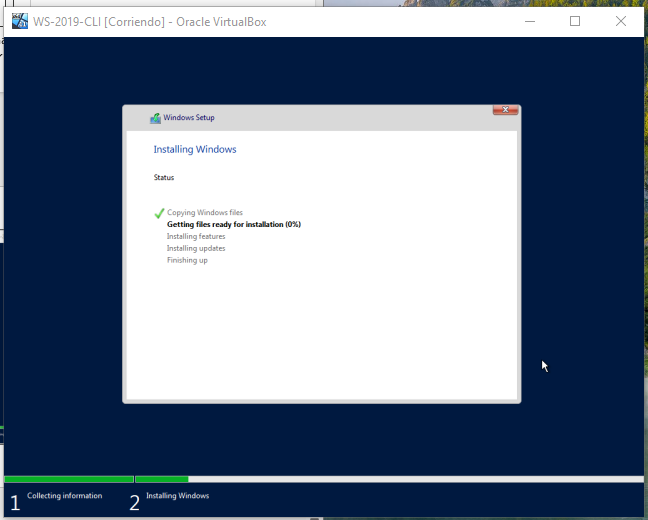 WS-2019-CLI [Corriendo] - Oracle VirtualBox
Windows Setup
Installing Windows
Status
Copying Windows files
Getting files ready for installation (0%)
Installing features
Installing updates
Finishing up
1 Collecting information
2 Installing Windows